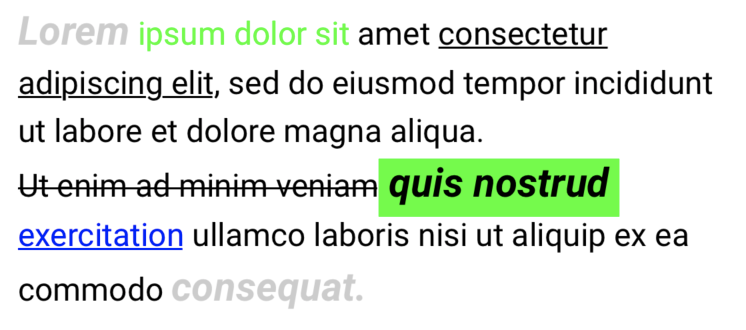 Lorem ipsum dolor sit amet consectetur
adipiscing elit, sed do eiusmod tempor incididunt
ut labore et dolore magna aliqua.
Ut enim ad minim veniam quis nostrud
exercitation ullamco laboris nisi ut aliquip ex ea
commodo consequat.